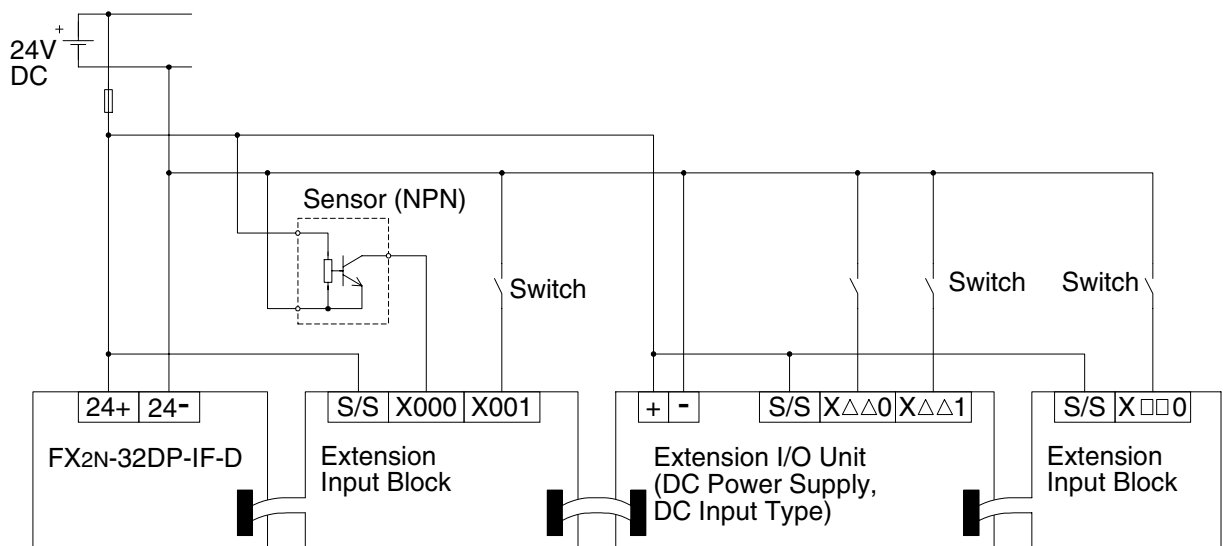 +
24V
DC
Sensor (NPN)
Switch
Switch
Switch
24+ 24-
S/S X000 X001
+ -
S/S X△△0 X△△1
S/S X□□0
FX2N-32DP-IF-D
Extension
Input Block
Extension I/O Unit
(DC Power Supply,
DC Input Type)
Extension
Input Block